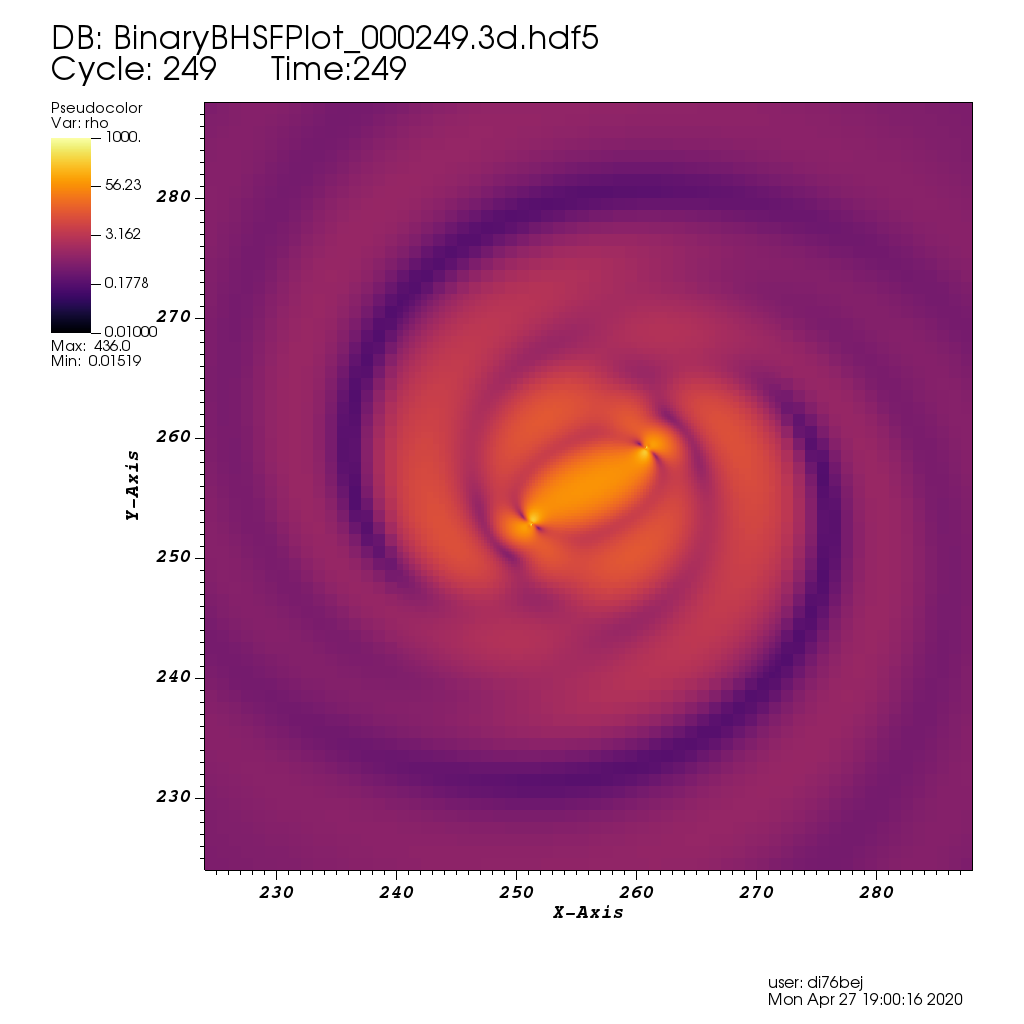 DB: BinaryBHSFPlot_000249.3d.hdf5
Cycle: 249 Time:249
Pseudocolor
Var: rho
1000.
56.23
3.162
0.1778
0.01000
Max: 436.0
Min: 0.01519
280
270
260
250
240
230
Y-Axis
230 240 250 260 270 280
X-Axis
user: di76bej
Mon Apr 27 19:00:16 2020